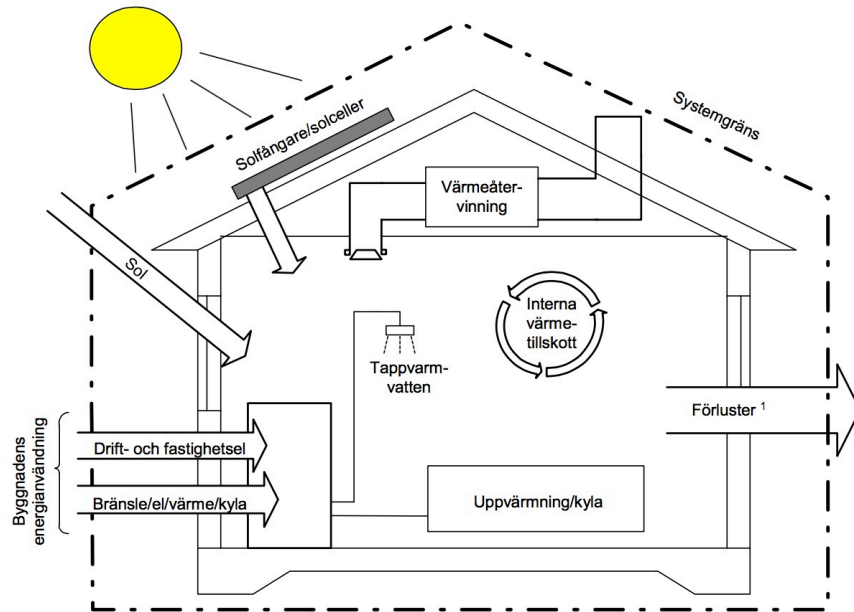 Systemgräns
Solfångare/solceller
Värmeåter-
vinning
Sol
Interna
värme-
tillskott
Tappvarm-
vatten
Förluster 1
Byggnadens
energianvändning
Drift- och fastighetsel
Bränsle/el/värme/kyla
Uppvärmning/kyla